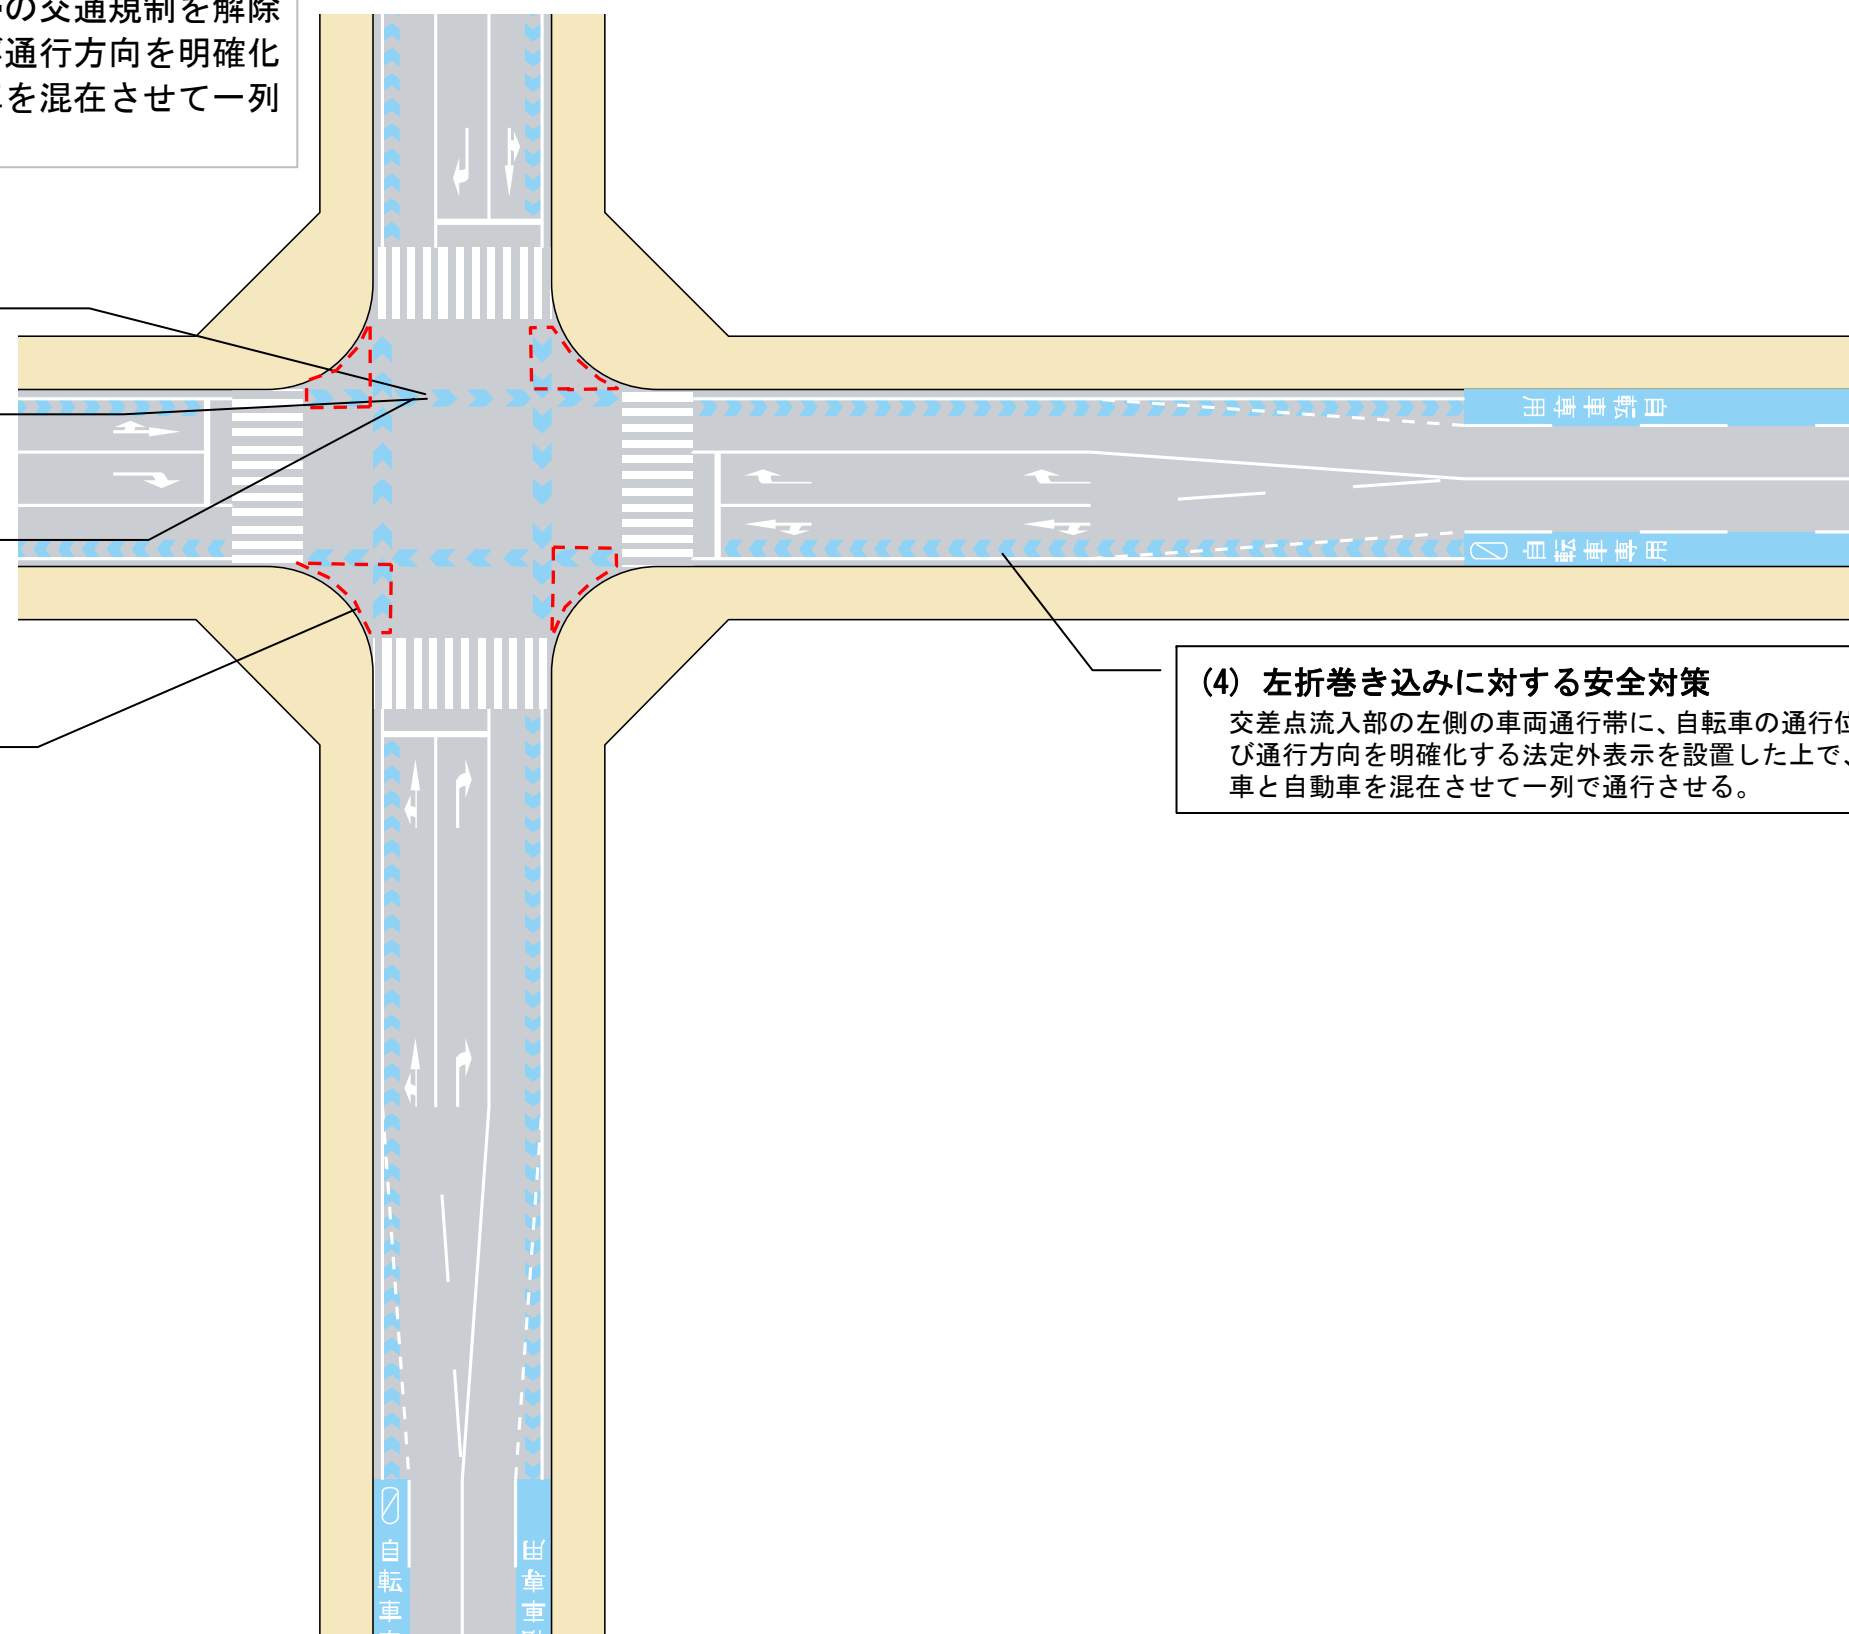 の交通規制を解除
通行方向を明確化
を混在させて一列
自転車専用
自転車専用
(4) 左折巻き込みに対する安全対策
交差点流入部の左側の車両通行帯に、自転車の通行位
び通行方向を明確化する法定外表示を設置した上で、
車と自動車を混在させて一列で通行させる。
自転車
用専車